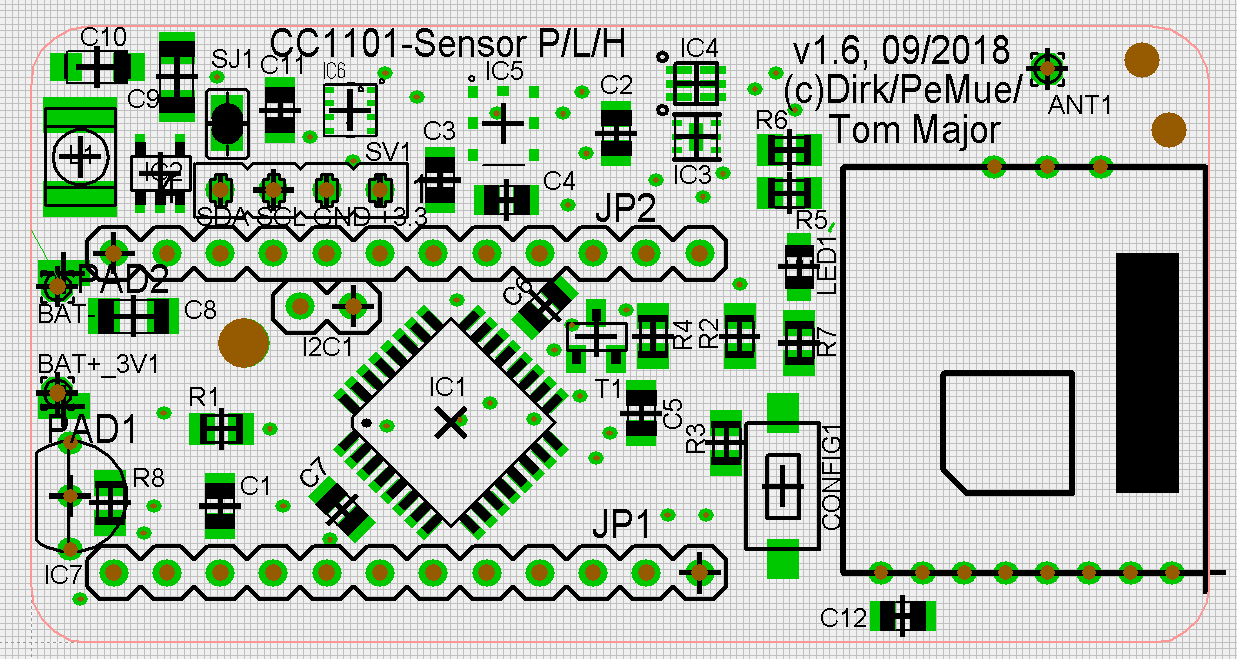 C10
CC1101-Sensor P/L/H
SJ1
C11
IC6
IC5
IC4
v1.6, 09/2018
(c)Dirk/PeMue/
Tom Major
ANT1
C9
C2
C3
R6
L1
IC2
SV1
C4
IC3
1
SDA SCL GND +3.3
JP2
R5
LED1
PAD2
BAT-
C8
C6
I2C1
R4
R2
R7
T1
BAT+_3V1
PAD1
R1
IC1
C5
R3
CONFIG1
R8
C1
C7
IC7
JP1
C12